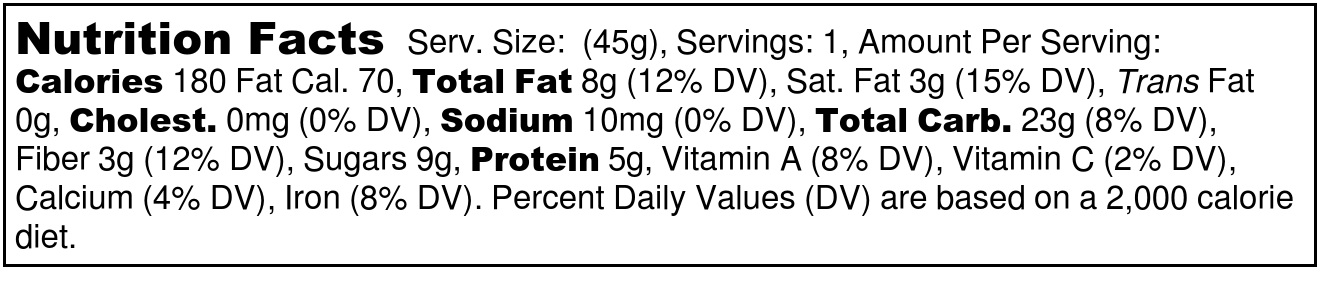 Nutrition Facts Serv. Size:  (45g), Servings: 1, Amount Per Serving:
Calories 180 Fat Cal. 70, Total Fat 8g (12% DV), Sat. Fat 3g (15% DV), Trans Fat
0g, Cholest. 0mg (0% DV), Sodium 10mg (0% DV), Total Carb. 23g (8% DV),
Fiber 3g (12% DV), Sugars 9g, Protein 5g, Vitamin A (8% DV), Vitamin C (2% DV),
Calcium (4% DV), Iron (8% DV). Percent Daily Values (DV) are based on a 2,000 calorie
diet.